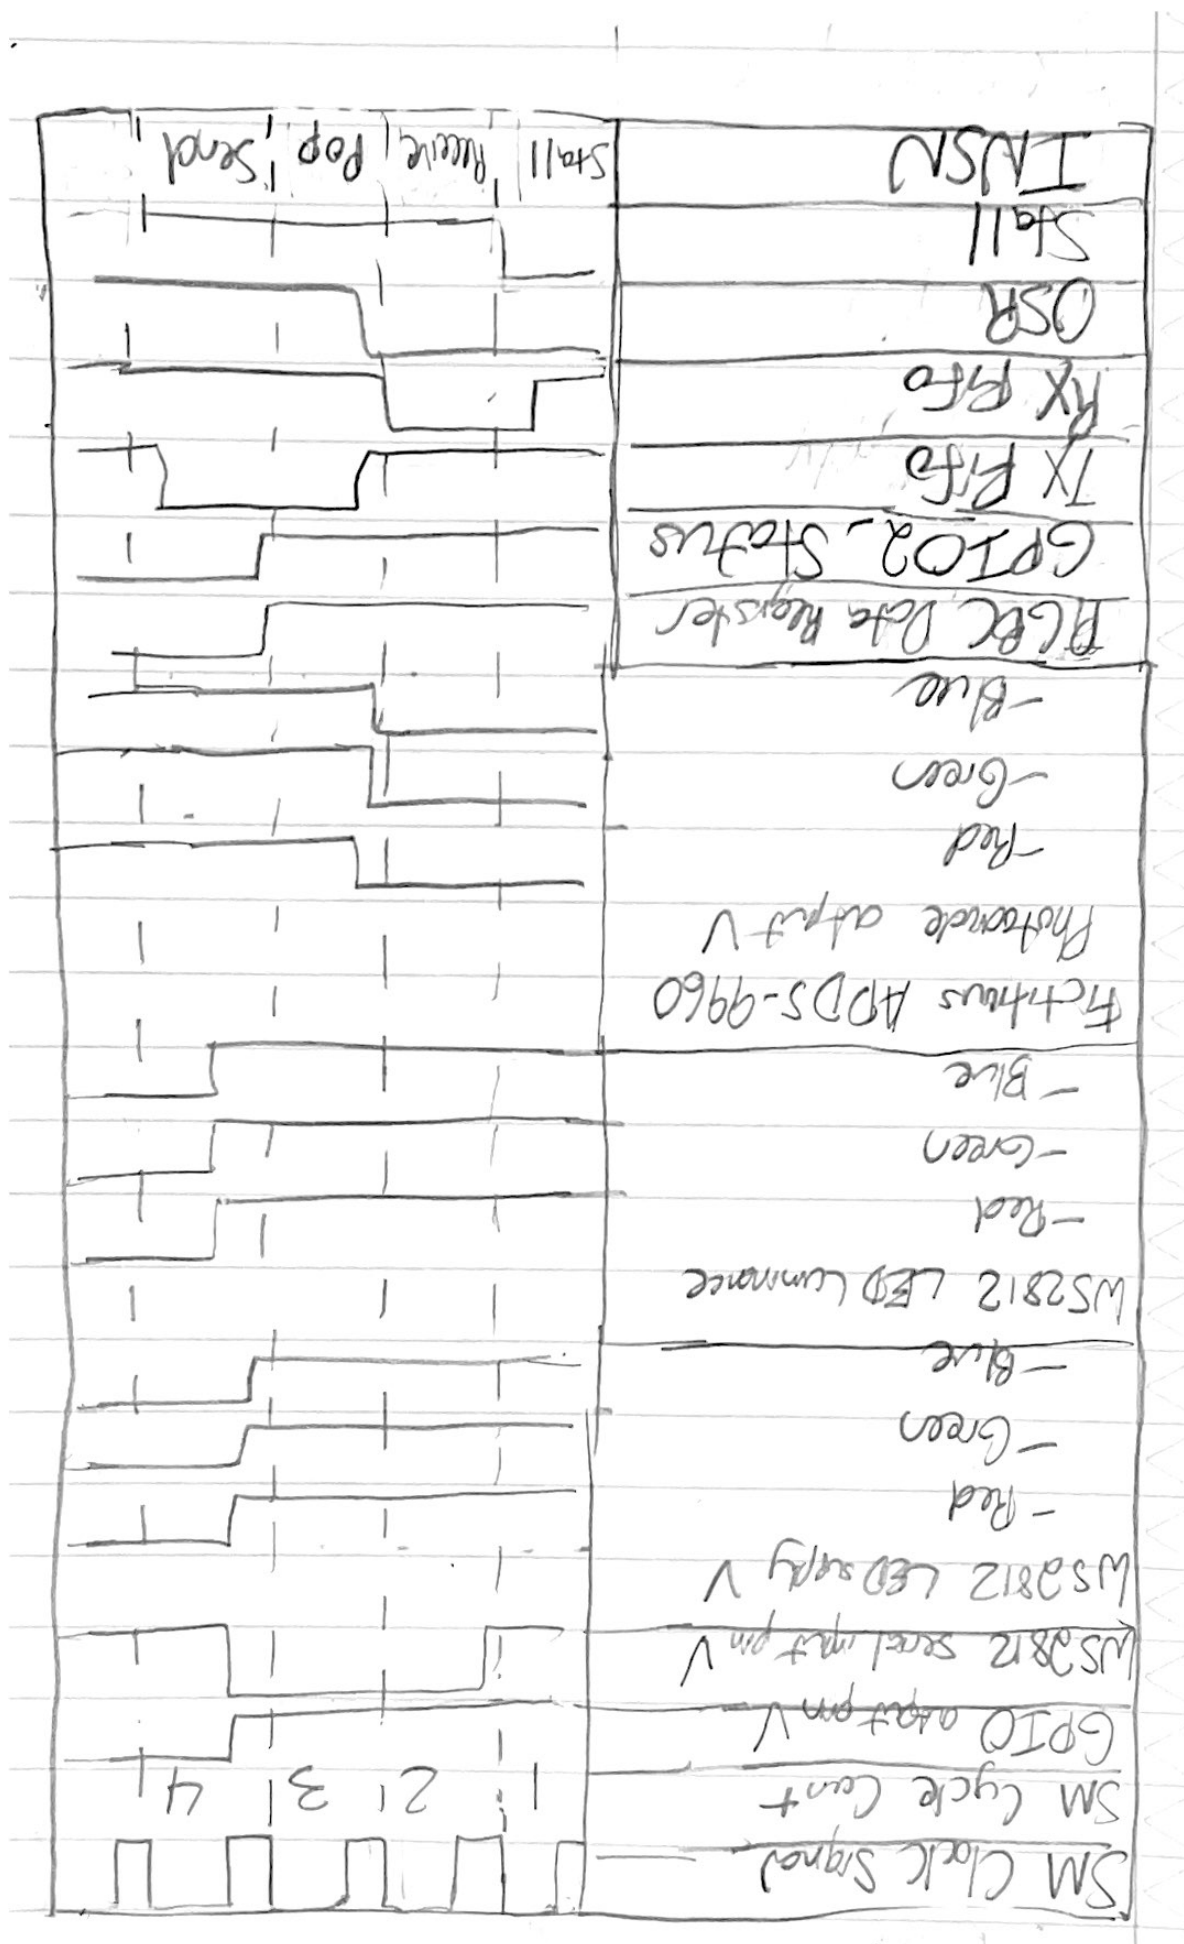 SM Clock Signal
SM Cycle Count 1 2 3 4
GPIO output pin V
WS2812 serial input pin V
WS2812 LED supply V
-Red
-Green
-Blue
WS2812 LED Luminance
-Red
-Green
-Blue
Fictitious APDS-9960
Photodiode output V
-Red
-Green
-Blue
RGBC Data Register
GPIO2_Status
TX FiFo
RX FiFo
OSR
Stall
INSN Stall Receive Pop Send